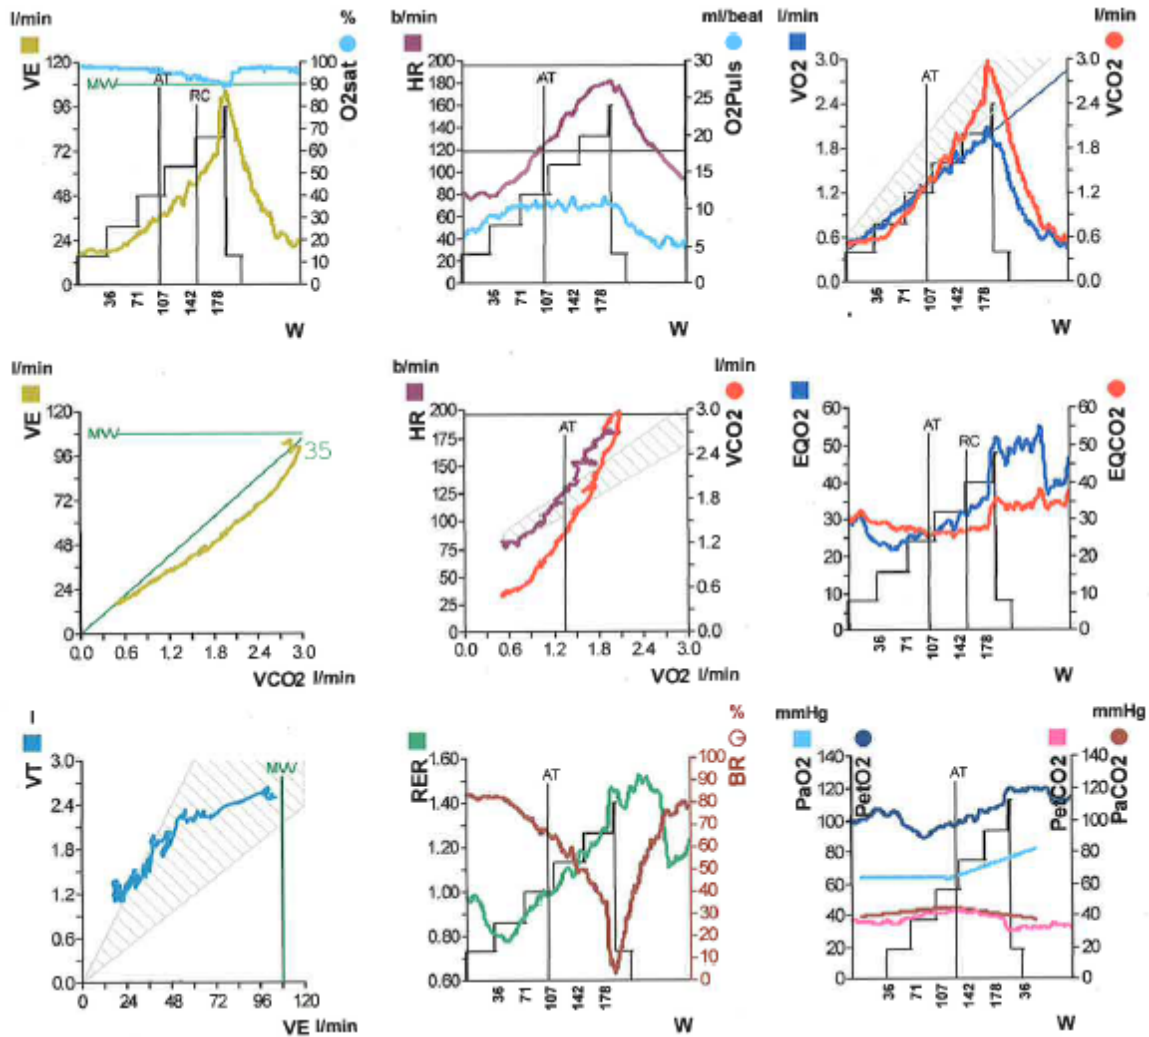 l/min % b/min ml/beat l/min l/min
VE O2sat HR O2Puls VO2 VCO2
120 100 200 30 3.0 3.0
MVV AT AT AT
90 180
RC 25 2.4
96 80 160 2.4
70 140 20
72 60 120 1.8 1.8
50 100 15
48 40 80 1.2 1.2
30 60 10
24 20 40 0.6 0.6
10 20 5
0 0 0 0 0.0 0.0
36 71 107 142 178 36 71 107 142 178 36 71 107 142 178
W W W
l/min b/min l/min
VE HR VCO2 EQO2 EQCO2
120 200 3.0 60 60
MVV AT AT RC
35
96 175 2.4 50 50
150
72 125 1.8 40 40
100 30 30
48 75 1.2 20 20
24 50 0.6 10 10
25
0 0 0.0 0 0
0.0 0.6 1.2 1.8 2.4 3.0 0.0 0.6 1.2 1.8 2.4 3.0 36 71 107 142 178
VCO2 l/min VO2 l/min W
l % mmHg mmHg
VT RER BR PaO2 PetO2 PetCO2 PaCO2
3.0 MVV 1.60 AT 100 140 AT 140
90
2.4 1.40 80 120 120
70 100 100
1.8 1.20 60 80 80
50
1.2 1.00 40 60 60
30 40 40
0.6 0.80 20 20 20
10
0.0 0.60 0 0 0
0 24 48 72 96 120 36 71 107 142 178 36 71 107 142 178 36
VE l/min W W